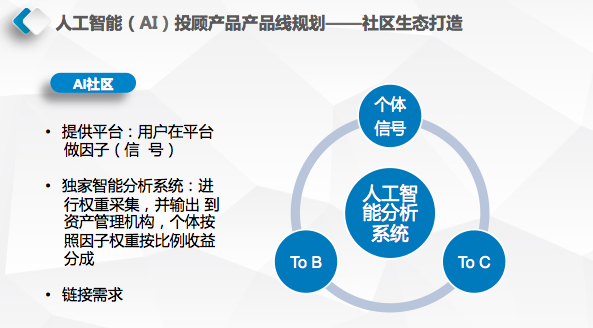 人工智能（AI）投顾产品产品线规划——社区生态打造
AI社区
• 提供平台：用户在平台
做因子（信 号）
• 独家智能分析系统：进
行权重采集，并输出 到
资产管理机构，个体按
照因子权重按比例收益
分成
• 链接需求
个体
信号
人工智
能分析
系统
To B
To C